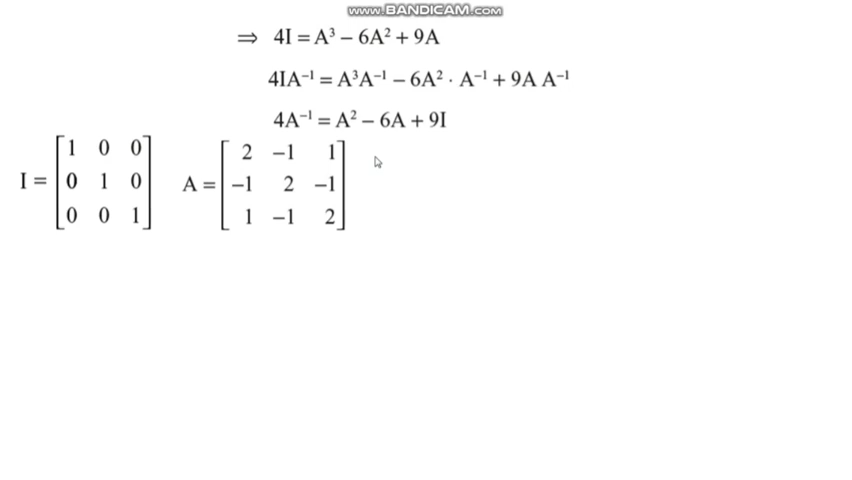 www.BANDICAM.com
⇒ 4I = A³ – 6A² + 9A
4IA⁻¹ = A³A⁻¹ – 6A² · A⁻¹ + 9A A⁻¹
4A⁻¹ = A² – 6A + 9I
I = [1 0 0; 0 1 0; 0 0 1] A = [2 –1 1; –1 2 –1; 1 –1 2]